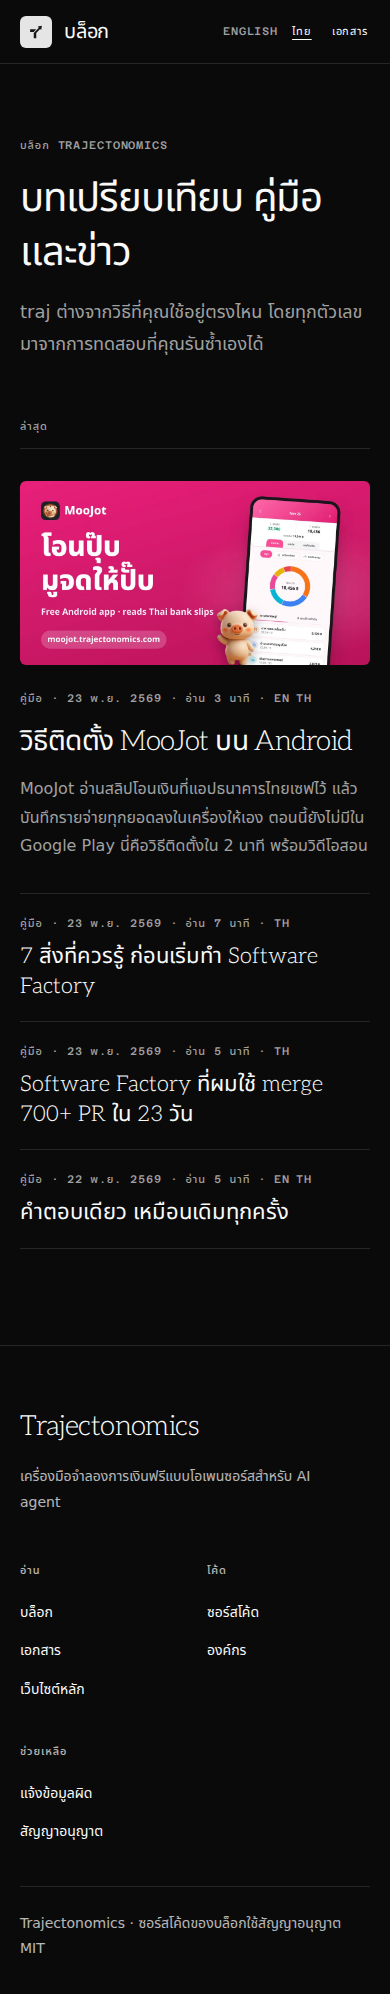 บล็อก
ENGLISH ไทย เอกสาร
บล็อก TRAJECTONOMICS
บทเปรียบเทียบ คู่มือ
และข่าว
traj ต่างจากวิธีที่คุณใช้อยู่ตรงไหน โดยทุกตัวเลข
มาจากการทดสอบที่คุณรันซ้ำเองได้
ล่าสุด
MooJot
โอนปุ๊บ
มูจดให้ปั๊บ
Free Android app · reads Thai bank slips
moojot.trajectonomics.com
คู่มือ · 23 พ.ย. 2569 · อ่าน 3 นาที · EN TH
วิธีติดตั้ง MooJot บน Android
MooJot อ่านสลิปโอนเงินที่แอปธนาคารไทยเซฟไว้ แล้ว
บันทึกรายจ่ายทุกยอดลงในเครื่องให้เอง ตอนนี้ยังไม่มีใน
Google Play นี่คือวิธีติดตั้งใน 2 นาที พร้อมวิดีโอสอน
คู่มือ · 23 พ.ย. 2569 · อ่าน 7 นาที · TH
7 สิ่งที่ควรรู้ ก่อนเริ่มทำ Software
Factory
คู่มือ · 23 พ.ย. 2569 · อ่าน 5 นาที · TH
Software Factory ที่ผมใช้ merge
700+ PR ใน 23 วัน
คู่มือ · 22 พ.ย. 2569 · อ่าน 5 นาที · EN TH
คำตอบเดียว เหมือนเดิมทุกครั้ง
Trajectonomics
เครื่องมือจำลองการเงินฟรีแบบโอเพนซอร์สสำหรับ AI
agent
อ่าน
บล็อก
เอกสาร
เว็บไซต์หลัก
โค้ด
ซอร์สโค้ด
องค์กร
ช่วยเหลือ
แจ้งข้อมูลผิด
สัญญาอนุญาต
Trajectonomics · ซอร์สโค้ดของบล็อกใช้สัญญาอนุญาต
MIT